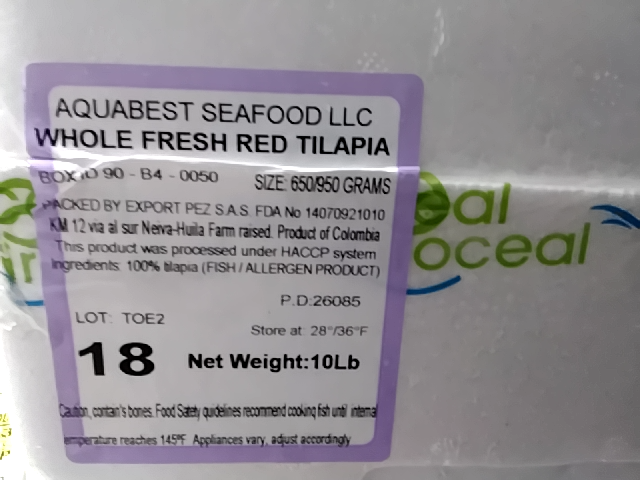 AQUABEST SEAFOOD LLC
WHOLE FRESH RED TILAPIA
BOX ID 90 - B4 - 0050 SIZE: 650/950 GRAMS
PACKED BY EXPORT PEZ S.A.S. FDA No 14070921010
KM 12 via al sur Neiva-Huila Farm raised. Product of Colombia
This product was processed under HACCP system
Ingredients: 100% tilapia (FISH / ALLERGEN PRODUCT)
P.D:26085
LOT: TOE2
Store at: 28°/36°F
18 Net Weight:10Lb
Caution, contain's bones. Food Safety guidelines recommend cooking fish until internal
temperature reaches 145ºF. Appliances vary, adjust accordingly
al
oceal